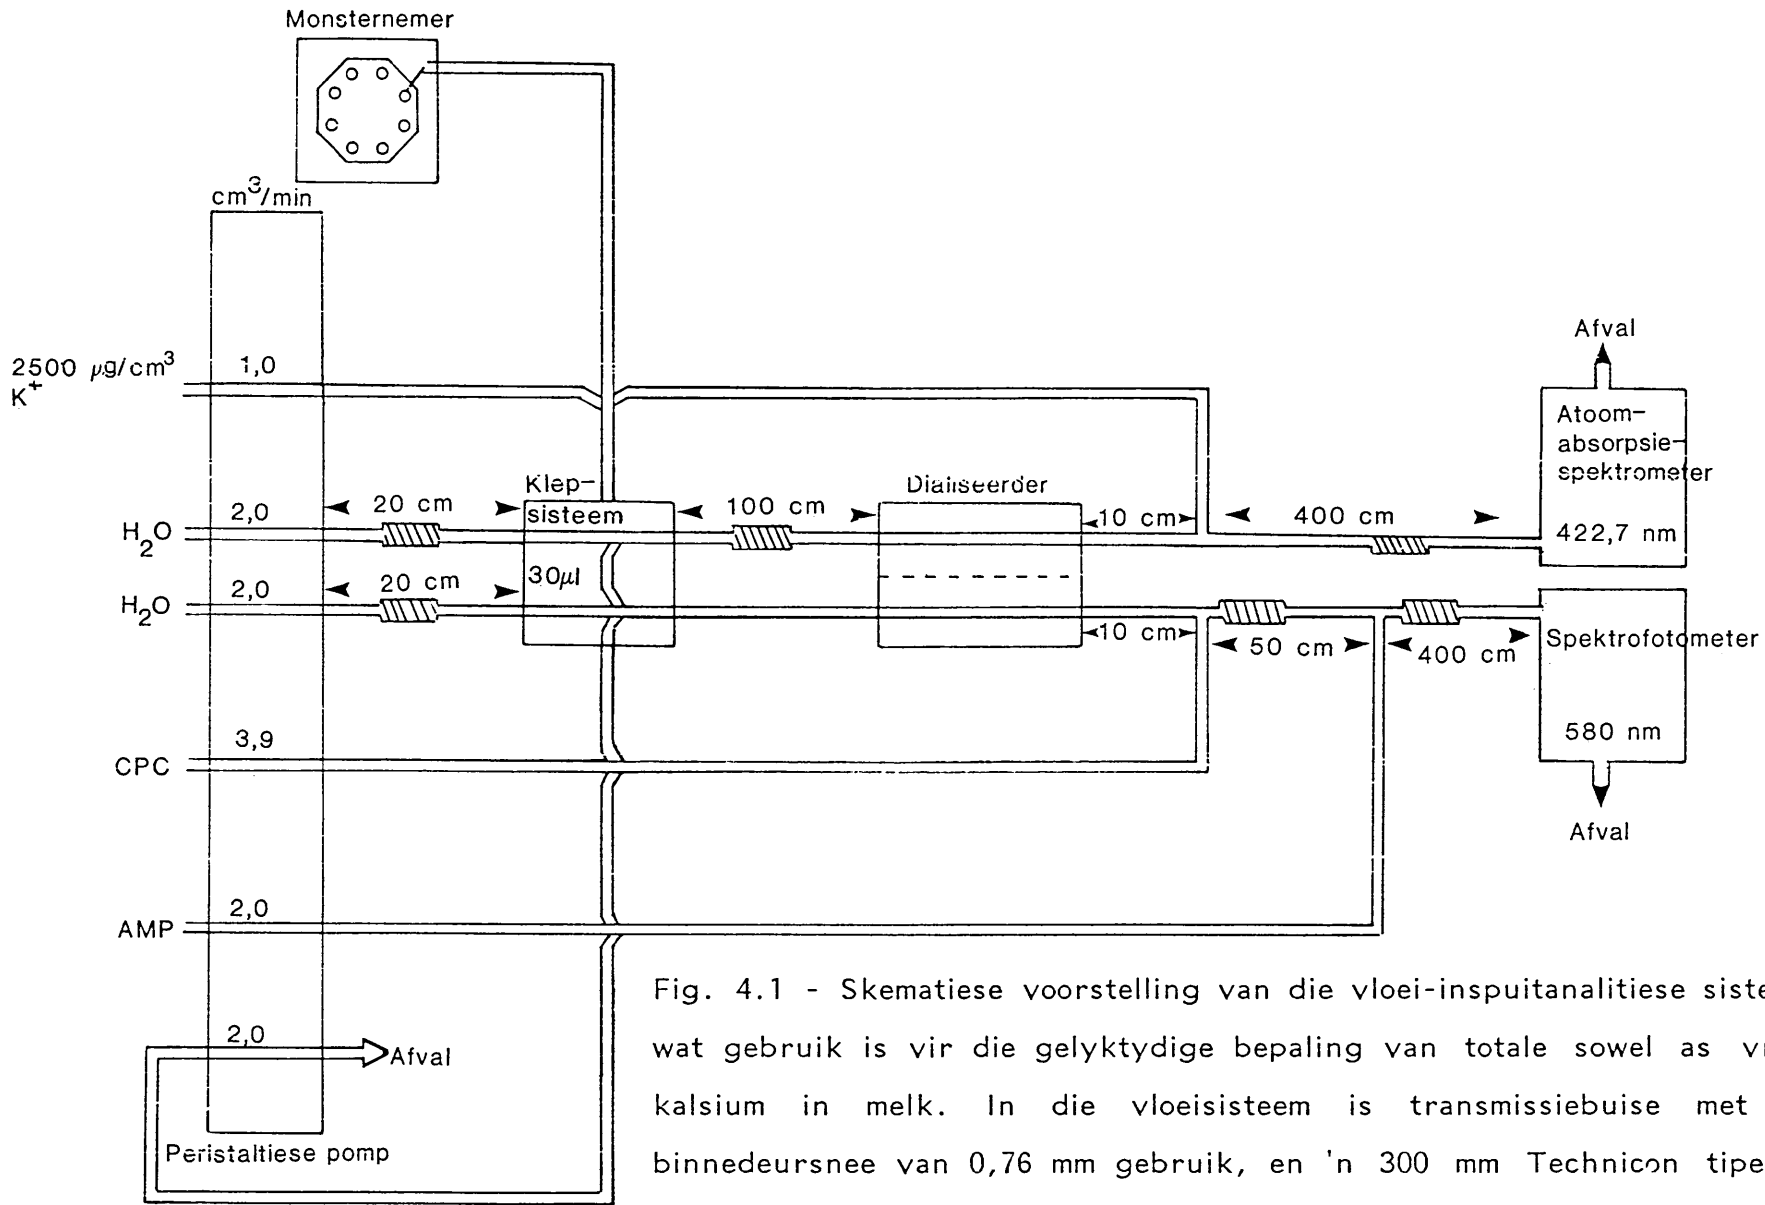 Monsternemer
cm³/min
2500 µg/cm³
K⁺
1,0
H₂O
2,0
20 cm
Klep-
sisteem
30µl
100 cm
Dialiseerder
10 cm
400 cm
Afval
Atoom-
absorpsie-
spektrometer
422,7 nm
H₂O
2,0
20 cm
10 cm
50 cm
400 cm
Spektrofotometer
580 nm
Afval
CPC
3,9
AMP
2,0
2,0
Afval
Peristaltiese pomp
Fig. 4.1 - Skematiese voorstelling van die vloei-inspuitanalitiese siste
wat gebruik is vir die gelyktydige bepaling van totale sowel as
kalsium in melk. In die vloeisisteem is transmissiebuise met
binnedeursnee van 0,76 mm gebruik, en 'n 300 mm Technicon tipe